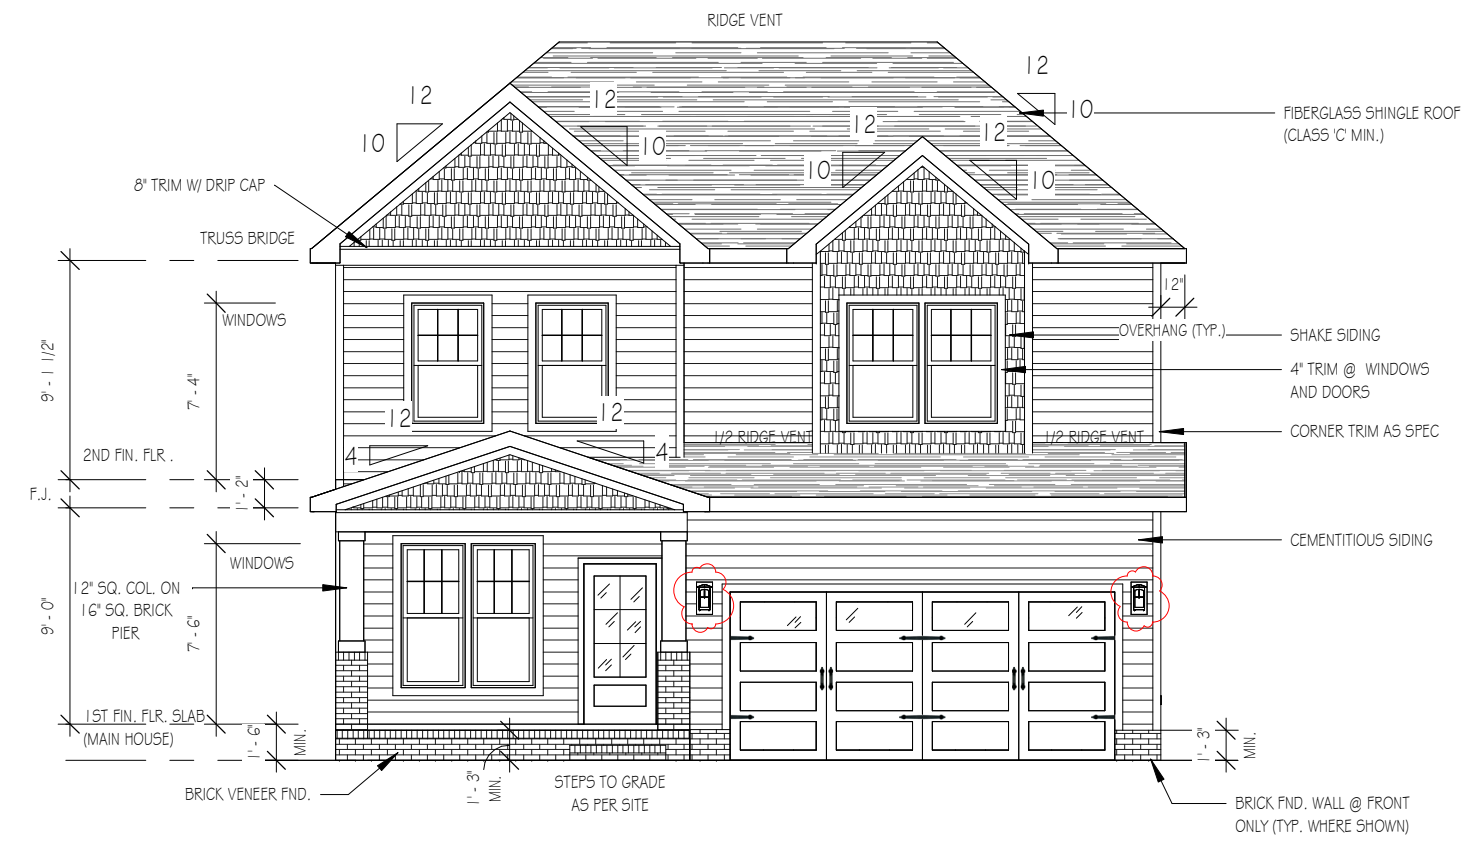 RIDGE VENT
12
12
10
12
10
12
10
12
10
12
10
FIBERGLASS SHINGLE ROOF
(CLASS 'C' MIN.)
8" TRIM W/ DRIP CAP
TRUSS BRIDGE
12"
OVERHANG (TYP.)
WINDOWS
SHAKE SIDING
4" TRIM @ WINDOWS
AND DOORS
9' - 1 1/2"
7' - 4"
12
4
12
4
1/2 RIDGE VENT
1/2 RIDGE VENT
CORNER TRIM AS SPEC
2ND FIN. FLR .
F.J.
1' - 2"
CEMENTITIOUS SIDING
WINDOWS
12" SQ. COL. ON
16" SQ. BRICK
PIER
9' - 0"
7' - 6"
1ST FIN. FLR. SLAB
(MAIN HOUSE)
1' - 6"
MIN.
1' - 3"
MIN.
1' - 3"
MIN.
BRICK VENEER FND.
STEPS TO GRADE
AS PER SITE
BRICK FND. WALL @ FRONT
ONLY (TYP. WHERE SHOWN)